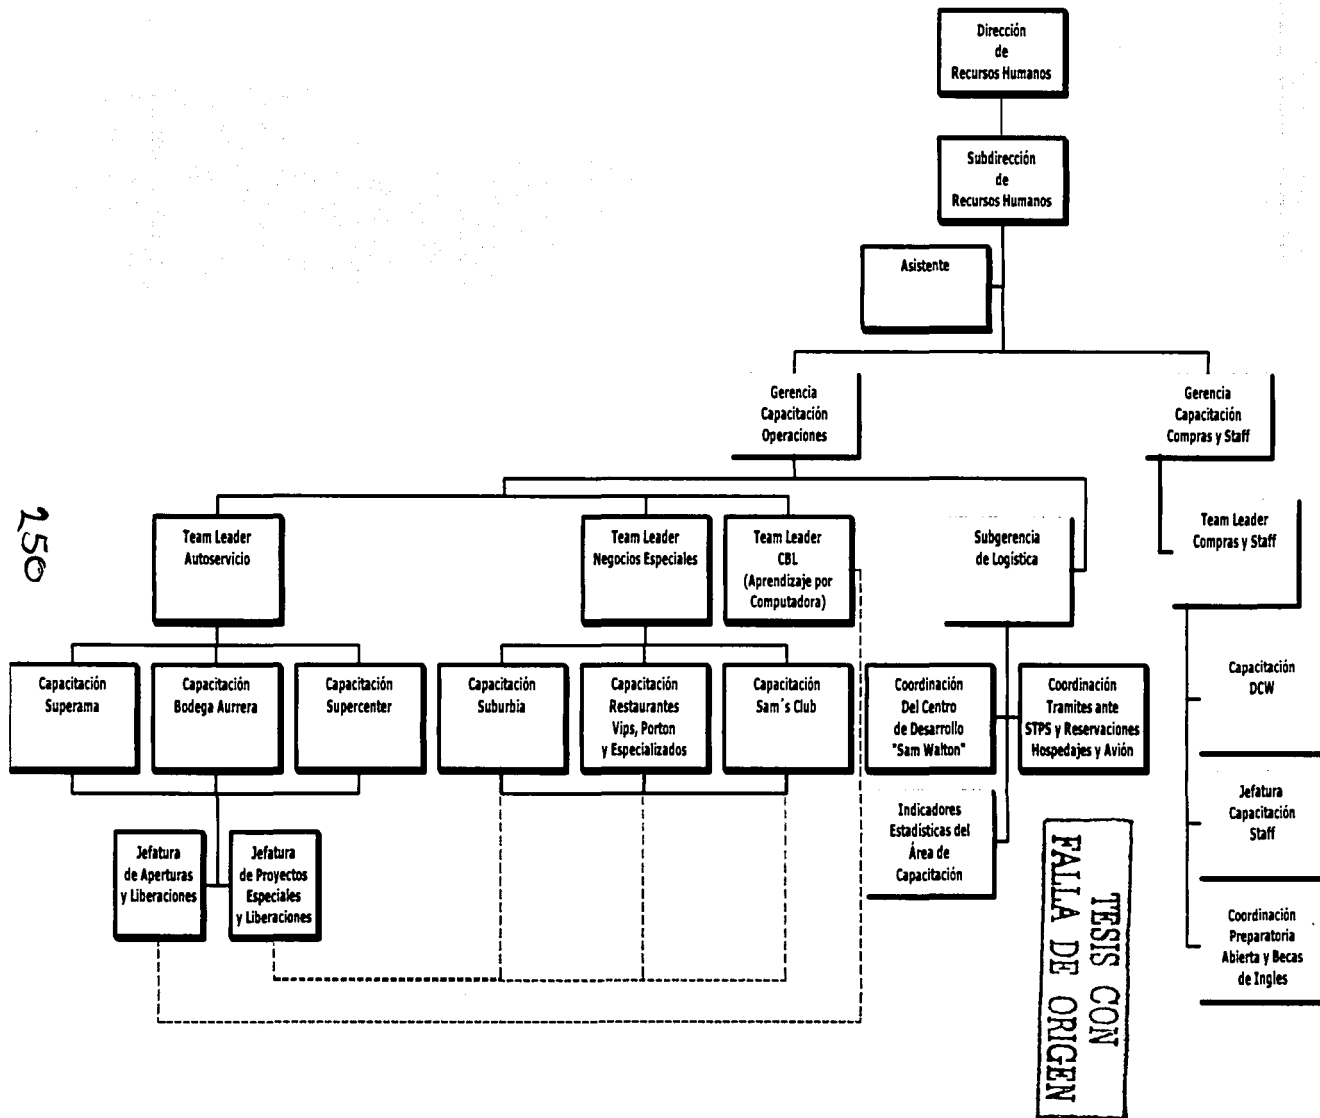 Dirección
de
Recursos Humanos
Subdirección
de
Recursos Humanos
Asistente
Gerencia
Capacitación
Operaciones
Gerencia
Capacitación
Compras y Staff
Team Leader
Autoservicio
Team Leader
Negocios Especiales
Team Leader
CBL
(Aprendizaje por
Computadora)
Subgerencia
de Logística
Team Leader
Compras y Staff
Capacitación
Superama
Capacitación
Bodega Aurrera
Capacitación
Supercenter
Capacitación
Suburbia
Capacitación
Restaurantes
Vips, Porton
y Especializados
Capacitación
Sam´s Club
Coordinación
Del Centro
de Desarrollo
"Sam Walton"
Coordinación
Tramites ante
STPS y Reservaciones
Hospedajes y Avión
Capacitación
DCW
Indicadores
Estadísticas del
Área de
Capacitación
Jefatura
Capacitación
Staff
Jefatura
de Aperturas
y Liberaciones
Jefatura
de Proyectos
Especiales
y Liberaciones
Coordinación
Preparatoria
Abierta y Becas
de Ingles
TESIS CON
FALLA DE ORIGEN
250